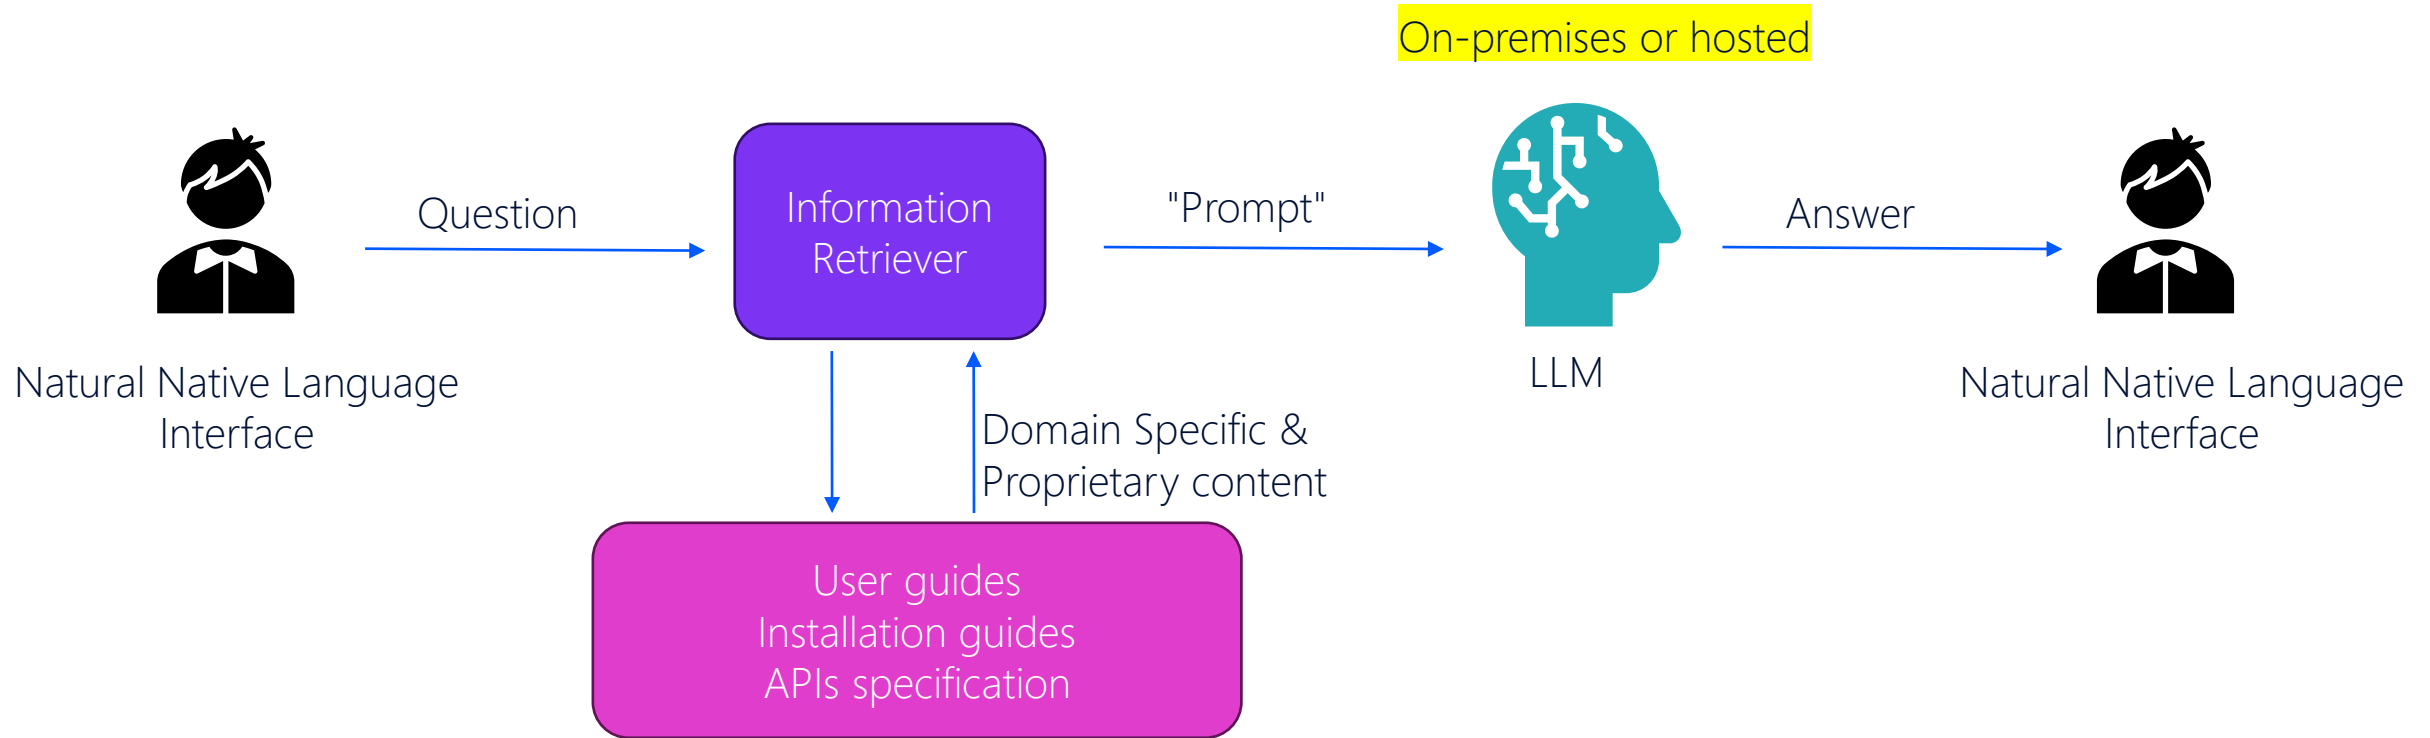 On-premises or hosted
Question
Information
Retriever
"Prompt"
Answer
Natural Native Language
Interface
LLM
Natural Native Language
Interface
Domain Specific &
Proprietary content
User guides
Installation guides
APIs specification